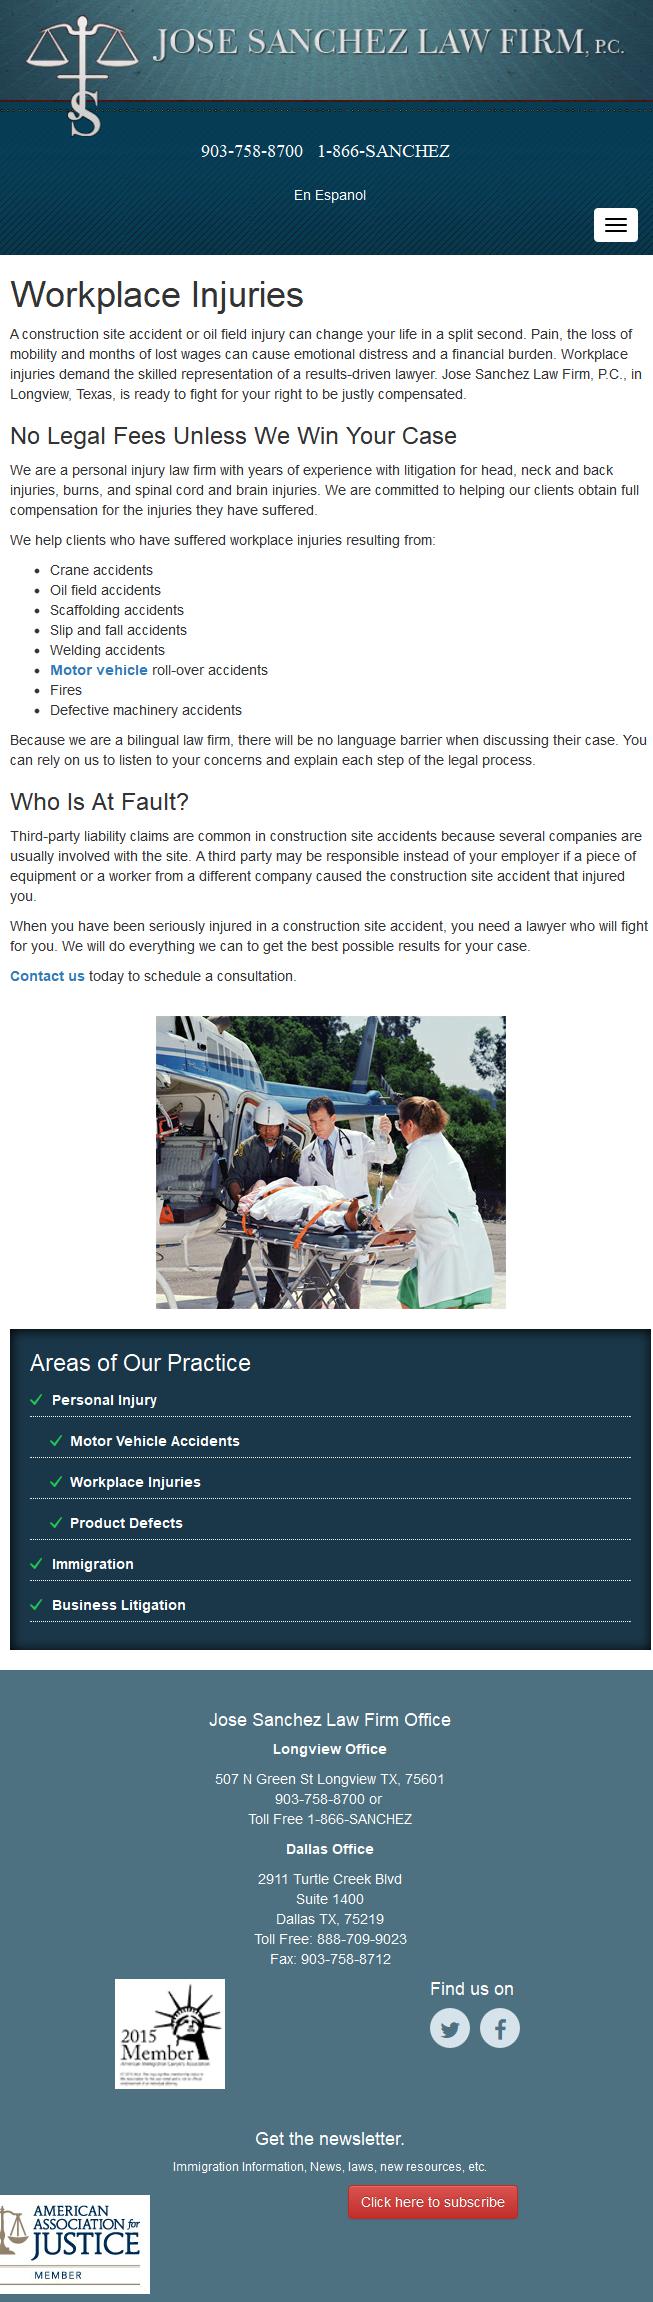 JOSE SANCHEZ LAW FIRM, P.C.
JS
903-758-8700 1-866-SANCHEZ
En Espanol
Workplace Injuries
A construction site accident or oil field injury can change your life in a split second. Pain, the loss of
mobility and months of lost wages can cause emotional distress and a financial burden. Workplace
injuries demand the skilled representation of a results-driven lawyer. Jose Sanchez Law Firm, P.C., in
Longview, Texas, is ready to fight for your right to be justly compensated.
No Legal Fees Unless We Win Your Case
We are a personal injury law firm with years of experience with litigation for head, neck and back
injuries, burns, and spinal cord and brain injuries. We are committed to helping our clients obtain full
compensation for the injuries they have suffered.
We help clients who have suffered workplace injuries resulting from:
Crane accidents
Oil field accidents
Scaffolding accidents
Slip and fall accidents
Welding accidents
Motor vehicle roll-over accidents
Fires
Defective machinery accidents
Because we are a bilingual law firm, there will be no language barrier when discussing their case. You
can rely on us to listen to your concerns and explain each step of the legal process.
Who Is At Fault?
Third-party liability claims are common in construction site accidents because several companies are
usually involved with the site. A third party may be responsible instead of your employer if a piece of
equipment or a worker from a different company caused the construction site accident that injured
you.
When you have been seriously injured in a construction site accident, you need a lawyer who will fight
for you. We will do everything we can to get the best possible results for your case.
Contact us today to schedule a consultation.
Areas of Our Practice
Personal Injury
Motor Vehicle Accidents
Workplace Injuries
Product Defects
Immigration
Business Litigation
Jose Sanchez Law Firm Office
Longview Office
507 N Green St Longview TX, 75601
903-758-8700 or
Toll Free 1-866-SANCHEZ
Dallas Office
2911 Turtle Creek Blvd
Suite 1400
Dallas TX, 75219
Toll Free: 888-709-9023
Fax: 903-758-8712
2015
Member
American Immigration Lawyers Association
Find us on
Get the newsletter.
Immigration Information, News, laws, new resources, etc.
Click here to subscribe
AMERICAN
ASSOCIATION for
JUSTICE
MEMBER